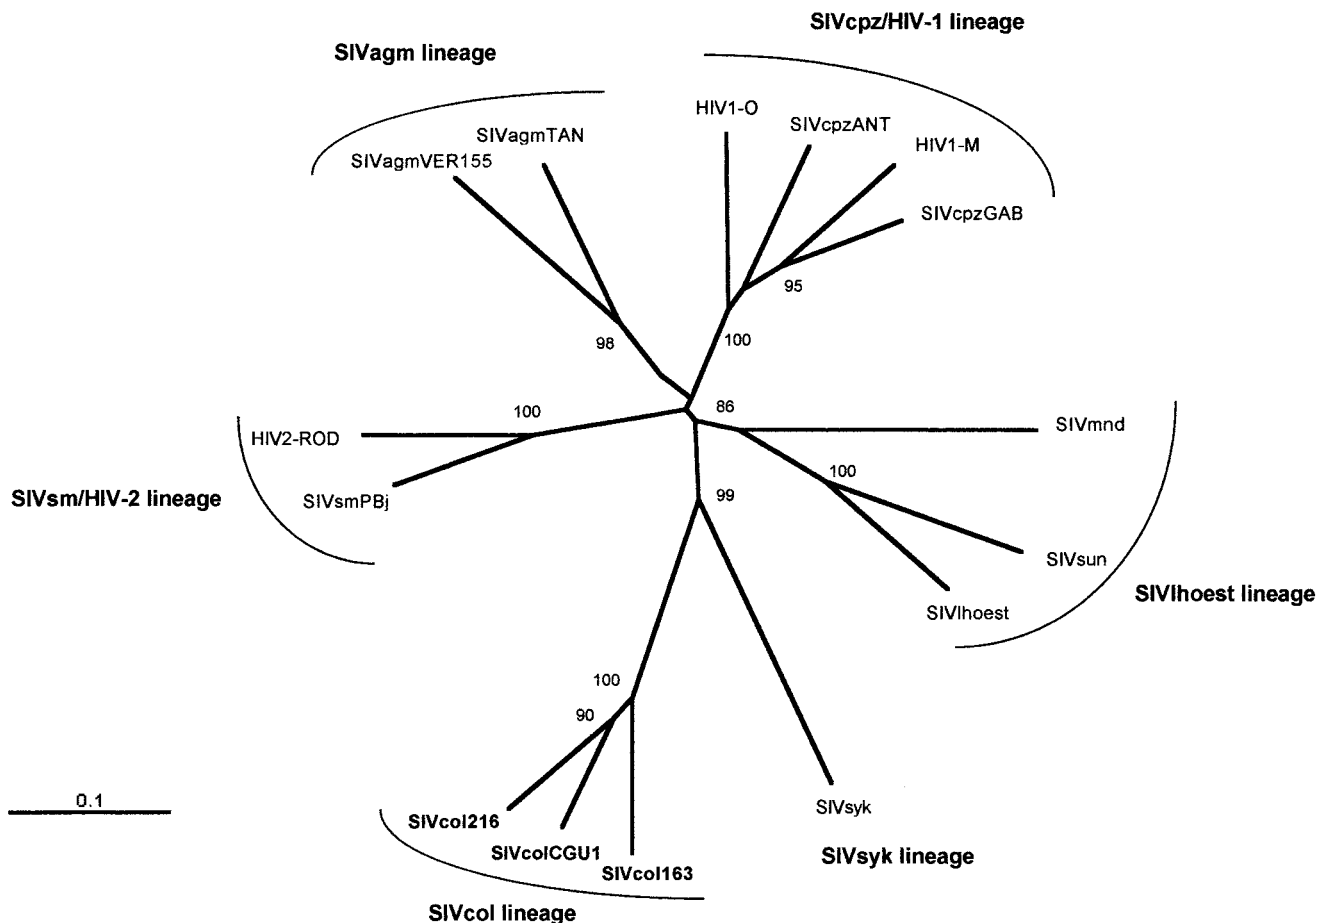 SIVcpz/HIV-1 lineage
SIVagm lineage
HIV1-O
SIVcpzANT
SIVagmTAN
HIV1-M
SIVagmVER155
SIVcpzGAB
95
100
98
86
100
SIVmnd
HIV2-ROD
100
SIVsm/HIV-2 lineage
SIVsmPBj
99
SIVsun
SIVlhoest
SIVlhoest lineage
100
90
0.1
SIVsyk
SIVcol216
SIVcolCGU1
SIVcol163
SIVsyk lineage
SIVcol lineage